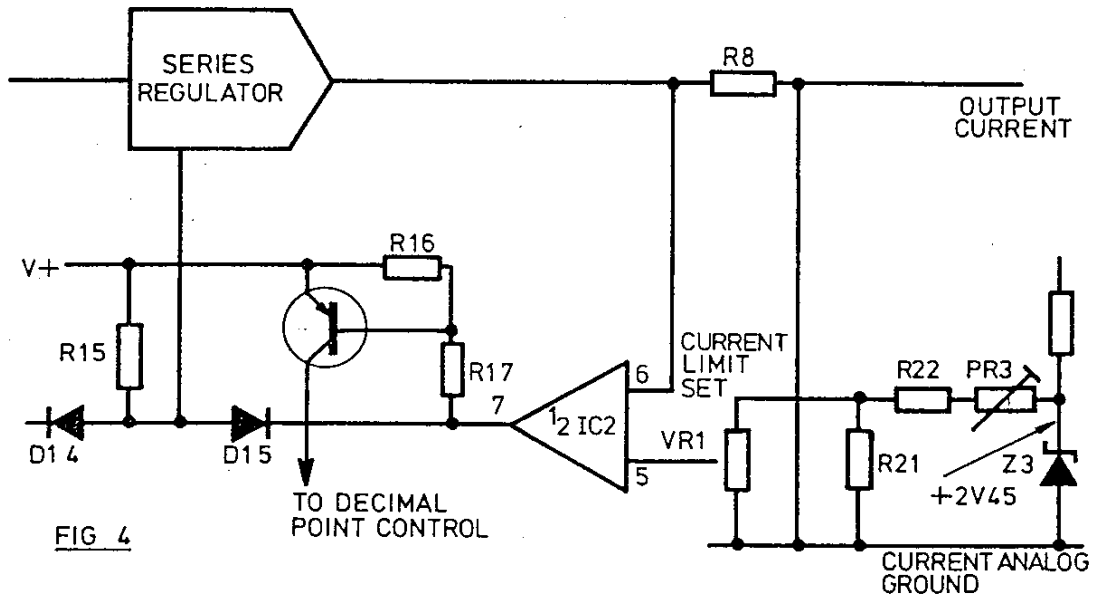 SERIES
REGULATOR
R8
OUTPUT
CURRENT
V+
R16
R15
R17
CURRENT
LIMIT
SET
6
7
1/2 IC2
5
VR1
R22
PR3
R21
Z3
+2V45
D14
D15
TO DECIMAL
POINT CONTROL
FIG 4
CURRENT ANALOG
GROUND